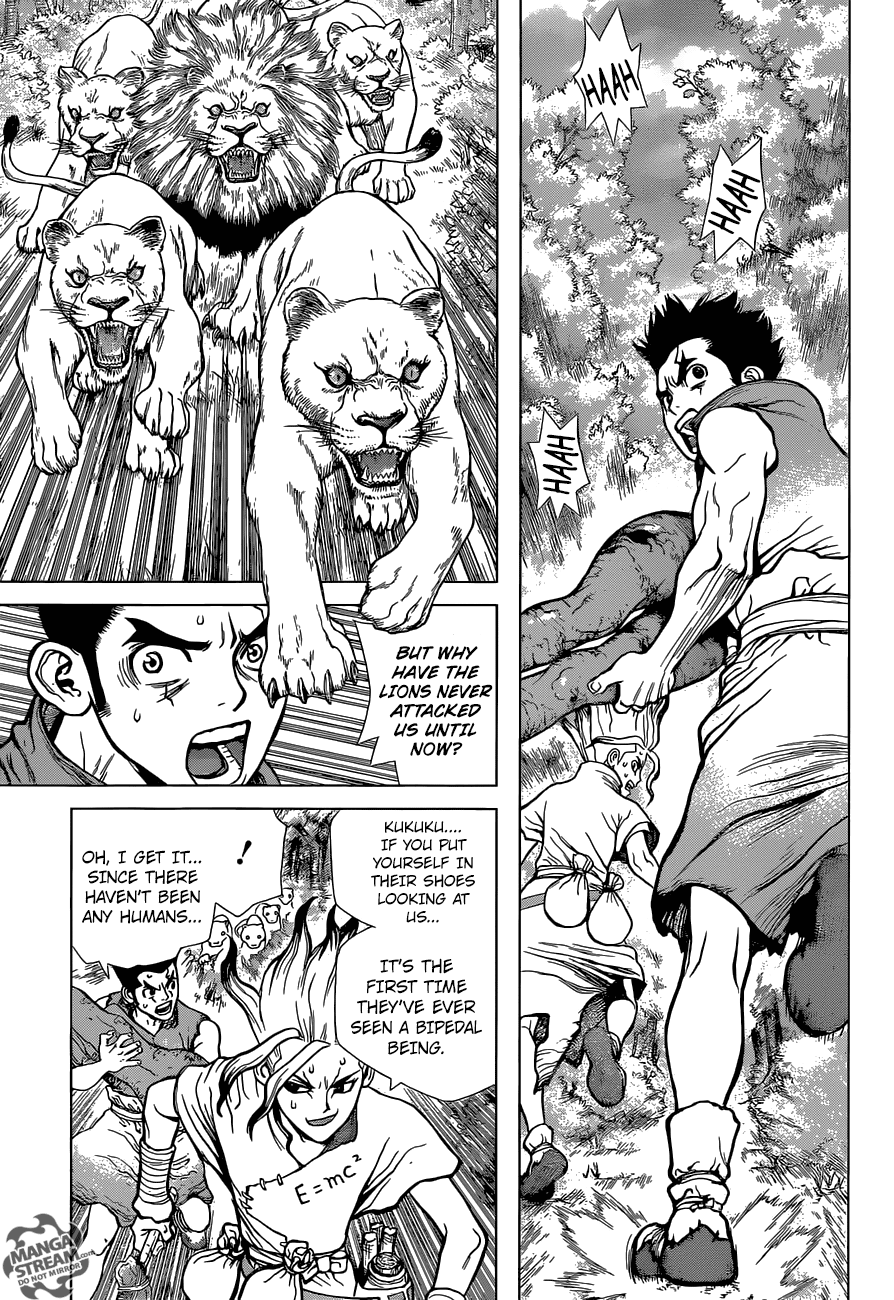 HAAH
HAAH
HAAH
BUT WHY
HAVE THE
LIONS NEVER
ATTACKED
US UNTIL
NOW?
KUKUKU....
IF YOU PUT
YOURSELF IN
THEIR SHOES
LOOKING AT
US...
IT'S THE
FIRST TIME
THEY'VE EVER
SEEN A BIPEDAL
BEING.
!
OH, I GET IT...
SINCE THERE
HAVEN'T BEEN
ANY HUMANS...
E=mc²
MANGA
STREAM.com
DO NOT MIRROR